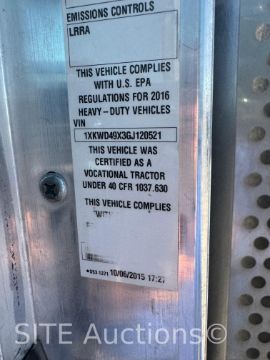 EMISSIONS CONTROLS
LRRA
THIS VEHICLE COMPLIES
WITH U.S. EPA
REGULATIONS FOR 2016
HEAVY-DUTY VEHICLES
VIN
1XKWD49X3GJ120521
THIS VEHICLE WAS
CERTIFIED AS A
VOCATIONAL TRACTOR
UNDER 40 CFR 1037.630
THIS VEHICLE COMPLIES
10/06/2015 17:27
SITE Auctions©